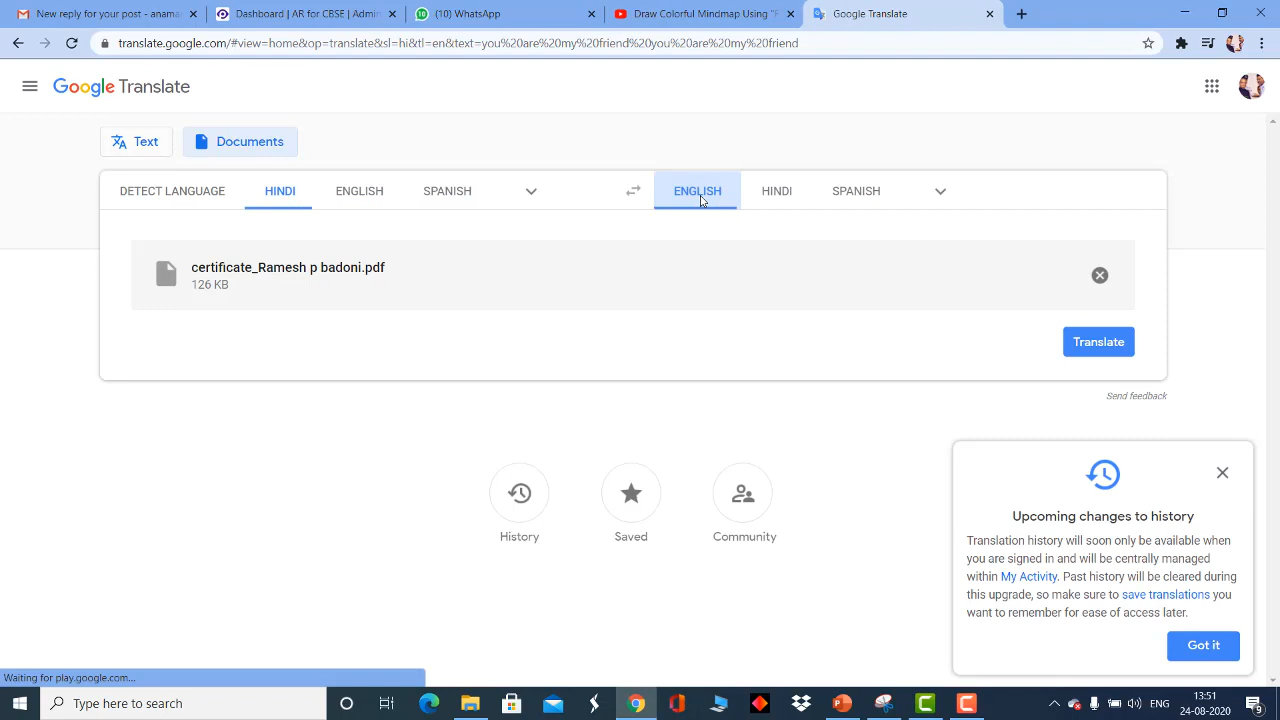 New reply for your post - anama
Dashboard | AR for CBSE | Admin
(10) WhatsApp
Draw Colorful Mindmap Using "F
Google Translate
translate.google.com/#view=home&op=translate&sl=hi&tl=en&text=you%20are%20my%20friend%20you%20are%20my%20friend
Google Translate
Text
Documents
DETECT LANGUAGE
HINDI
ENGLISH
SPANISH
ENGLISH
HINDI
SPANISH
certificate_Ramesh p badoni.pdf
126 KB
Translate
Send feedback
History
Saved
Community
Upcoming changes to history
Translation history will soon only be available when
you are signed in and will be centrally managed
within My Activity. Past history will be cleared during
this upgrade, so make sure to save translations you
want to remember for ease of access later.
Got it
Waiting for play.google.com...
Type here to search
ENG
13:51
24-08-2020